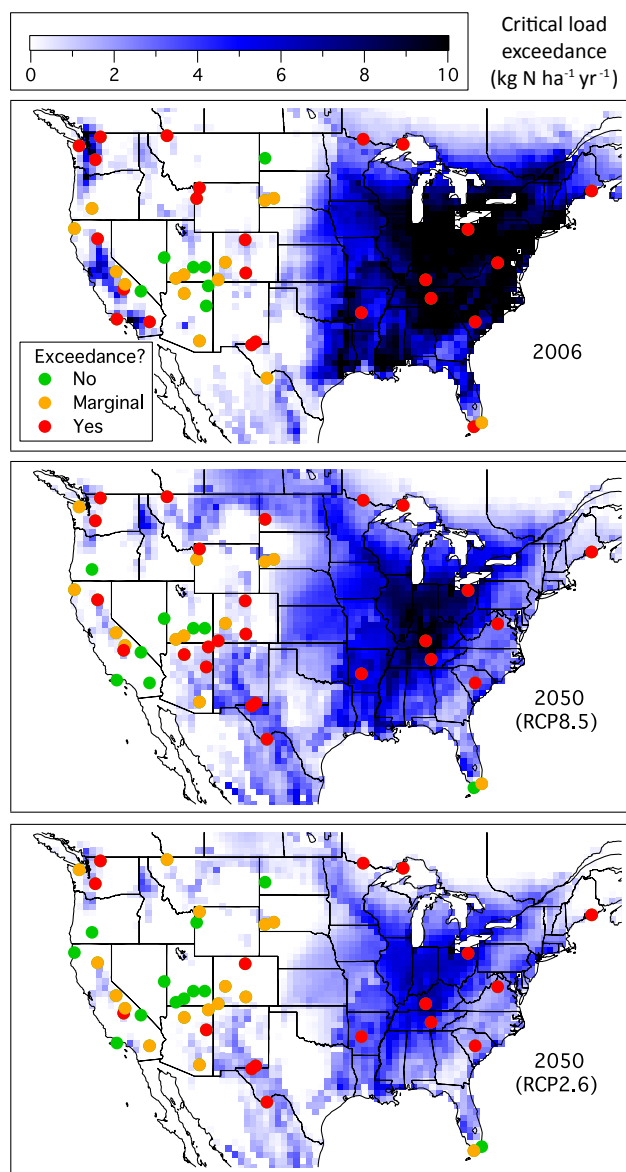 0 2 4 6 8 10
Critical load
exceedance
(kg N ha⁻¹ yr⁻¹)
Exceedance?
No
Marginal
Yes
2006
2050
(RCP8.5)
2050
(RCP2.6)